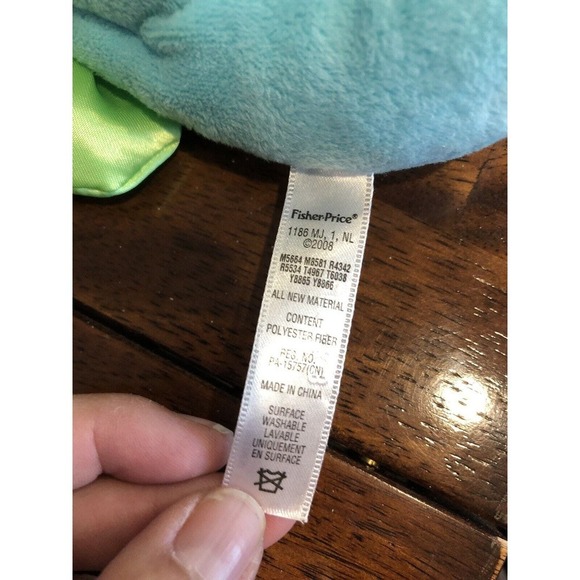 Fisher-Price®
1186 MJ, 1, NL
©2008
M5664 M8581 R4342
R5534 T4967 T6038
Y8865 Y8866
ALL NEW MATERIAL
CONTENT
POLYESTER FIBER
REG. NO.
PA-15757(CN)
MADE IN CHINA
SURFACE
WASHABLE
LAVABLE
UNIQUEMENT
EN SURFACE